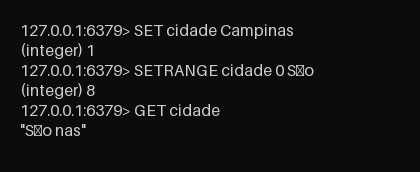 127.0.0.1:6379> SET cidade Campinas
(integer) 1
127.0.0.1:6379> SETRANGE cidade 0 S▯o
(integer) 8
127.0.0.1:6379> GET cidade
"S▯o nas"